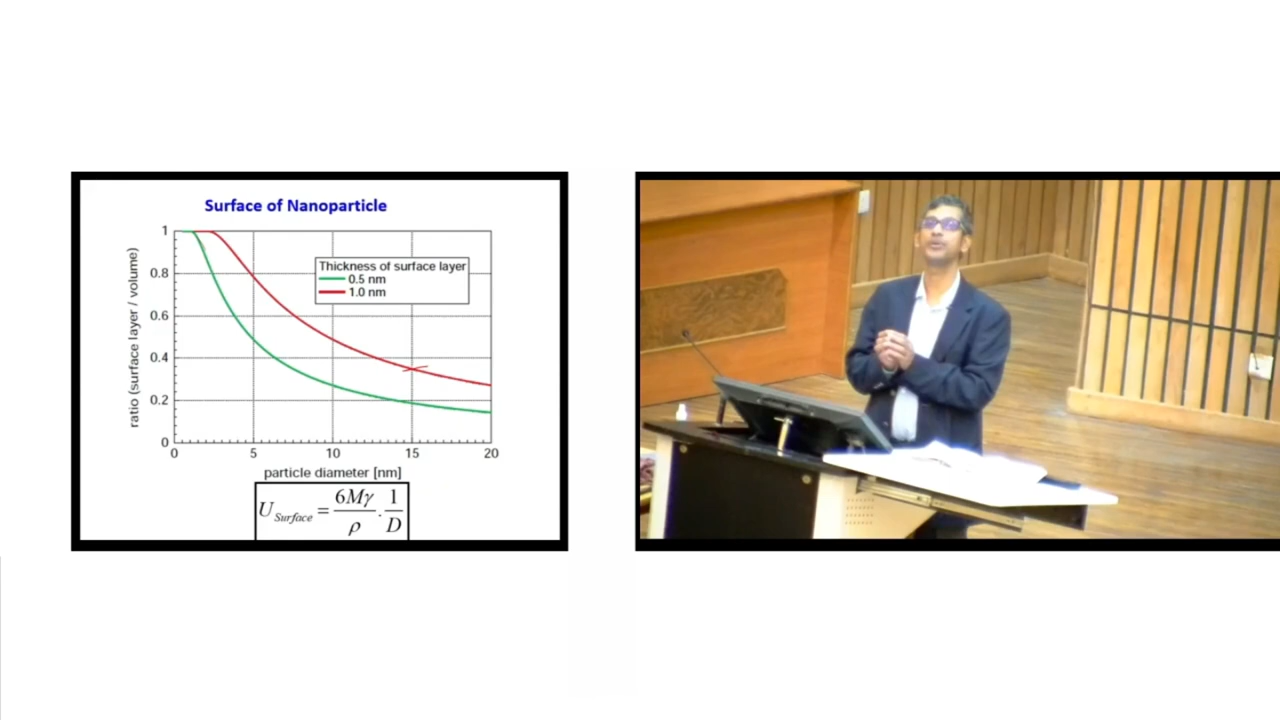 Surface of Nanoparticle
ratio (surface layer / volume)
1
0.8
0.6
0.4
0.2
0
Thickness of surface layer
0.5 nm
1.0 nm
0 5 10 15 20
particle diameter [nm]
U_Surface = 6Mγ/ρ . 1/D